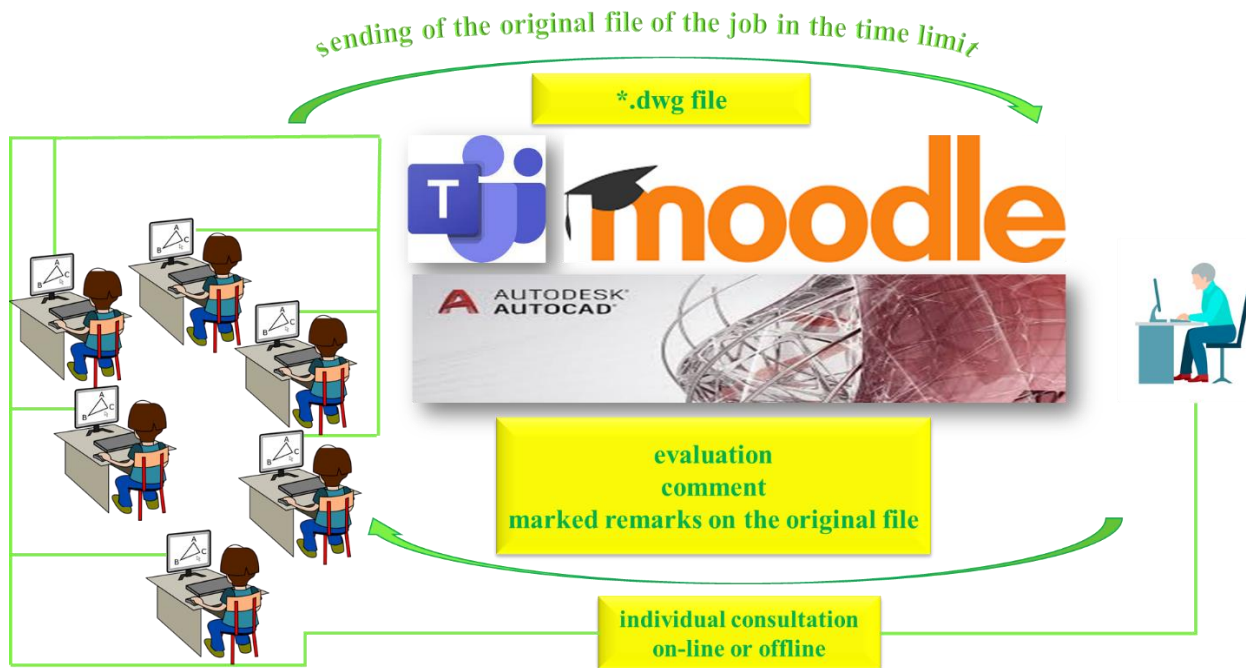 sending of the original file of the job in the time limit
*.dwg file
T
moodle
AUTODESK®
AUTOCAD®
A
B
C
A
B
C
A
B
C
A
B
C
A
B
C
A
B
C
evaluation
comment
marked remarks on the original file
individual consultation
on-line or offline